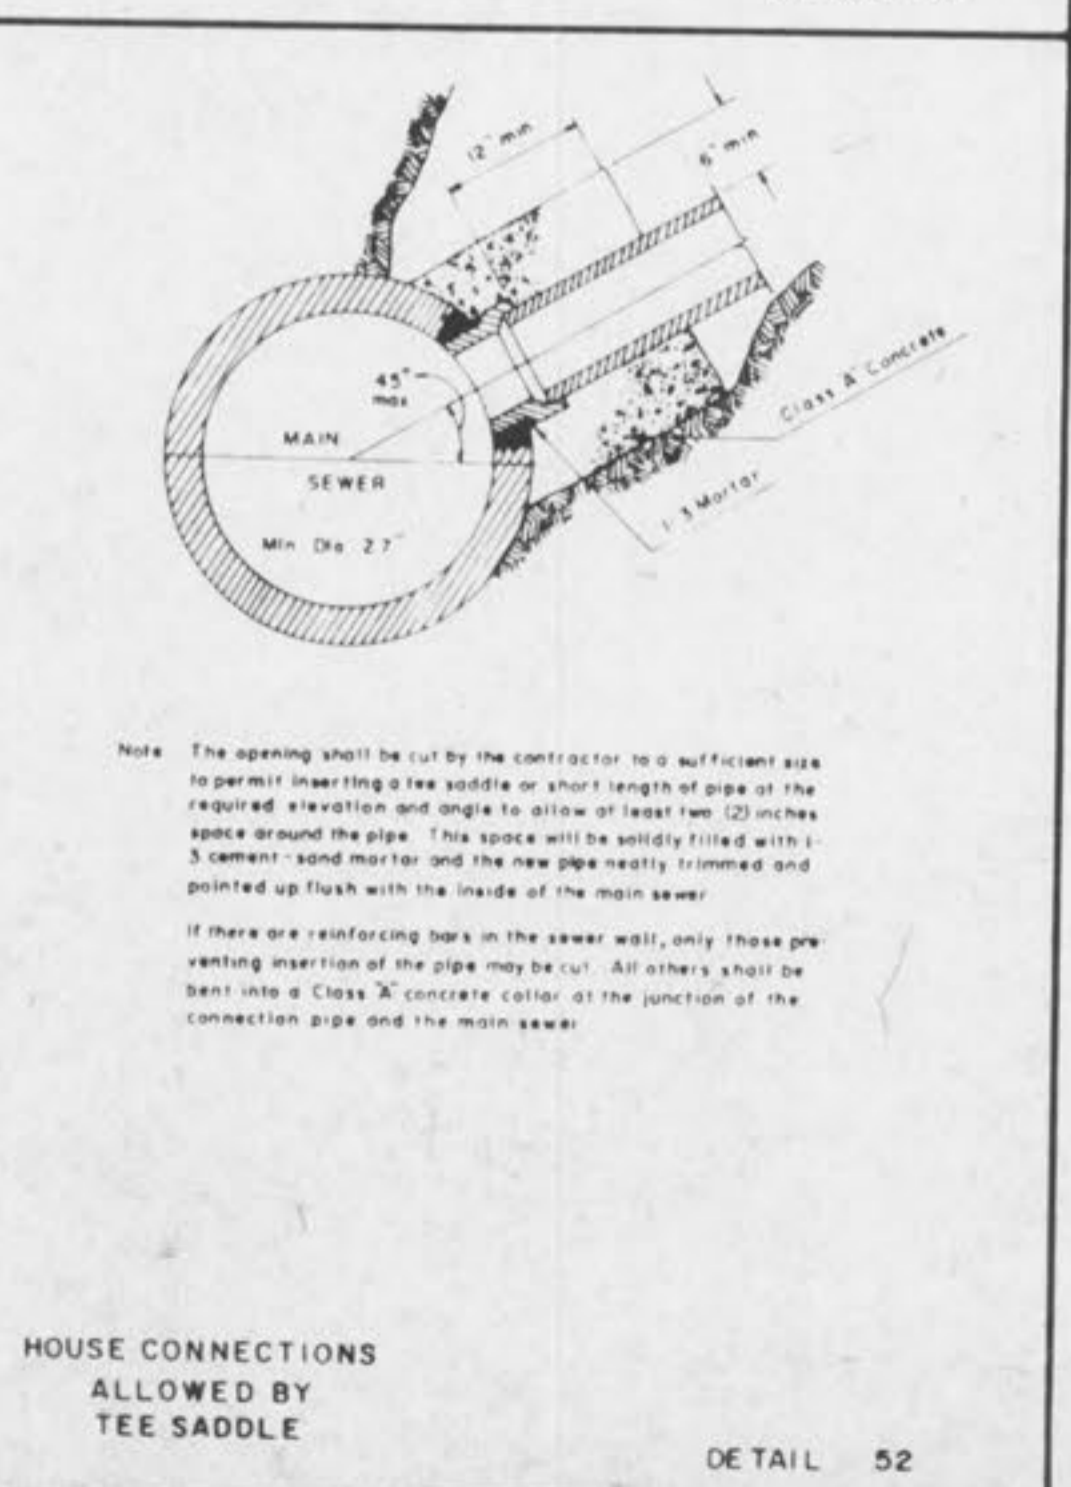 12" min
6" min
45°
max
MAIN
SEWER
Min Dia 27"
Class "A" Concrete
1-3 Mortar
Note The opening shall be cut by the contractor to a sufficient size
to permit inserting a tee saddle or short length of pipe at the
required elevation and angle to allow at least two (2) inches
space around the pipe. This space will be solidly filled with 1-
3 cement-sand mortar and the new pipe neatly trimmed and
pointed up flush with the inside of the main sewer
If there are reinforcing bars in the sewer wall, only those pre-
venting insertion of the pipe may be cut. All others shall be
bent into a Class "A" concrete collar at the junction of the
connection pipe and the main sewer
HOUSE CONNECTIONS
ALLOWED BY
TEE SADDLE
DETAIL 52